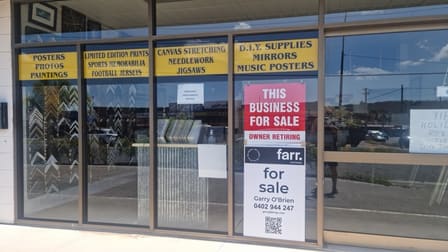 POSTERS
PHOTOS
PAINTINGS
LIMITED EDITION PRINTS
SPORTS MEMORABILIA
FOOTBALL JERSEYS
CANVAS STRETCHING
NEEDLEWORK
JIGSAWS
D.I.Y. SUPPLIES
MIRRORS
MUSIC POSTERS
THIS
BUSINESS
FOR SALE
OWNER RETIRING
farr.
for
sale
Garry O'Brien
0402 944 247